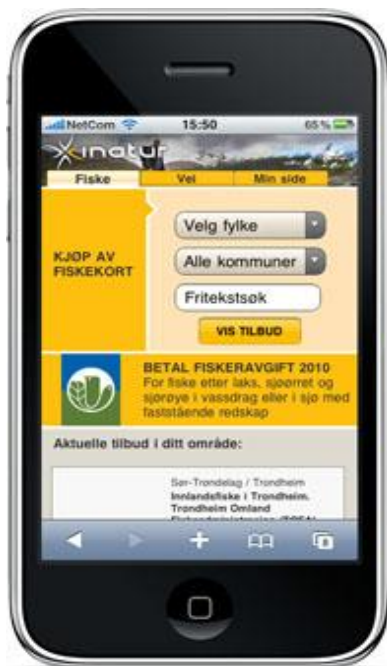 NetCom 15:50 65 %
inatur
Fiske Vei Min side
Velg fylke
KJØP AV
FISKEKORT
Alle kommuner
Fritekstsøk
VIS TILBUD
BETAL FISKERAVGIFT 2010
For fiske etter laks, sjøørret og
sjørøye i vassdrag eller i sjø med
faststående redskap
Aktuelle tilbud i ditt område:
Sør-Trøndelag / Trondheim
Innlandsfiske i Trondheim.
Trondheim Omland